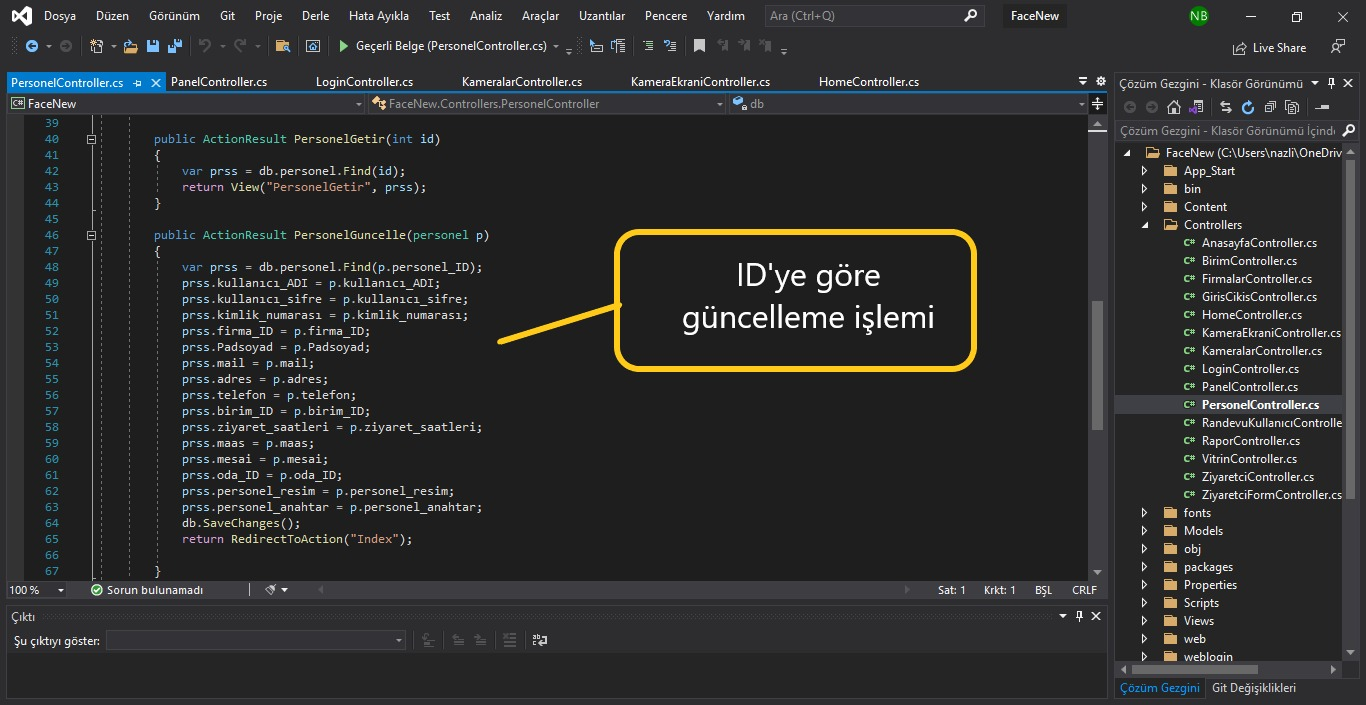 Dosya Düzen Görünüm Git Proje Derle Hata Ayıkla Test Analiz Araçlar Uzantılar Pencere Yardım Ara (Ctrl+Q) FaceNew NB
Geçerli Belge (PersonelController.cs) Live Share
PersonelController.cs PanelController.cs LoginController.cs KameralarController.cs KameraEkraniController.cs HomeController.cs
FaceNew FaceNew.Controllers.PersonelController db
39
40 public ActionResult PersonelGetir(int id)
41 {
42 var prss = db.personel.Find(id);
43 return View("PersonelGetir", prss);
44 }
45
46 public ActionResult PersonelGuncelle(personel p)
47 {
48 var prss = db.personel.Find(p.personel_ID);
49 prss.kullanıcı_ADI = p.kullanıcı_ADI;
50 prss.kullanıcı_sifre = p.kullanıcı_sifre;
51 prss.kimlik_numarası = p.kimlik_numarası;
52 prss.firma_ID = p.firma_ID;
53 prss.Padsoyad = p.Padsoyad;
54 prss.mail = p.mail;
55 prss.adres = p.adres;
56 prss.telefon = p.telefon;
57 prss.birim_ID = p.birim_ID;
58 prss.ziyaret_saatleri = p.ziyaret_saatleri;
59 prss.maas = p.maas;
60 prss.mesai = p.mesai;
61 prss.oda_ID = p.oda_ID;
62 prss.personel_resim = p.personel_resim;
63 prss.personel_anahtar = p.personel_anahtar;
64 db.SaveChanges();
65 return RedirectToAction("Index");
66
67 }
ID'ye göre
güncelleme işlemi
100 % Sorun bulunamadı Sat: 1 Krkt: 1 BŞL CRLF
Çıktı
Şu çıktıyı göster:
Çözüm Gezgini - Klasör Görünümü
Çözüm Gezgini - Klasör Görünümü İçinde
FaceNew (C:\Users\nazli\OneDriv
App_Start
bin
Content
Controllers
C# AnasayfaController.cs
C# BirimController.cs
C# FirmalarController.cs
C# GirisCikisController.cs
C# HomeController.cs
C# KameraEkraniController.cs
C# KameralarController.cs
C# LoginController.cs
C# PanelController.cs
C# PersonelController.cs
C# RandevuKullanıcıControlle
C# RaporController.cs
C# VitrinController.cs
C# ZiyaretciController.cs
C# ZiyaretciFormController.cs
fonts
Models
obj
packages
Properties
Scripts
Views
web
weblogin
Çözüm Gezgini Git Değişiklikleri